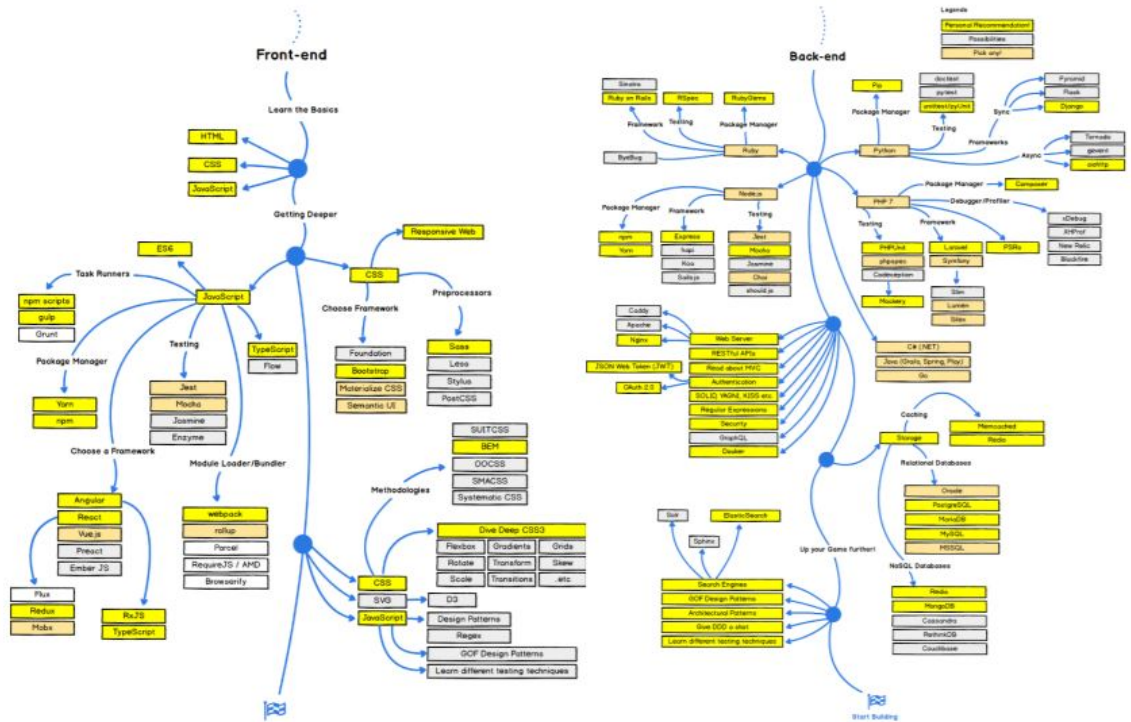 Front-end
Learn the Basics
HTML
CSS
JavaScript
Getting Deeper
Responsive Web
ES6
CSS
Task Runners
JavaScript
Preprocessors
npm scripts
gulp
Grunt
Choose Framework
Testing
Package Manager
TypeScript
Flow
Foundation
Bootstrap
Materialize CSS
Semantic UI
Sass
Less
Stylus
PostCSS
Jest
Mocha
Jasmine
Enzyme
Yarn
npm
Choose a Framework
Module Loader/Bundler
SUITCSS
BEM
OOCSS
SMACSS
Systematic CSS
Methodologies
Angular
React
Vue.js
Preact
Ember JS
webpack
rollup
Parcel
RequireJS / AMD
Browserify
Dive Deep CSS3
Flexbox Gradients Grids
Rotate Transform Skew
Scale Transitions .etc
Flux
Redux
Mobx
RxJS
TypeScript
CSS
SVG
JavaScript
D3
Design Patterns
Regex
GOF Design Patterns
Learn different testing techniques
Legends
Personal Recommendation!
Possibilities
Pick any!
Back-end
Sinatra
Ruby on Rails
RSpec
RubyGems
Framework
Testing
Package Manager
ByeBug
Ruby
Pip
Package Manager
doctest
pytest
unittest/pyUnit
Testing
Pyramid
Flask
Django
Sync
Frameworks
Async
Tornado
gevent
aiohttp
Python
Node.js
Package Manager
Framework
Testing
npm
Yarn
Express
hapi
Koa
Sails.js
Jest
Mocha
Jasmine
Chai
should.js
PHP 7
Package Manager
Composer
Debugger/Profiler
xDebug
XHProf
New Relic
Blackfire
Testing
Framework
PHPUnit
phpspec
Codeception
Mockery
Laravel
Symfony
Slim
Lumen
Silex
PSRs
Caddy
Apache
Nginx
JSON Web Token (JWT)
OAuth 2.0
Web Server
RESTful APIs
Read about MVC
Authentication
SOLID, YAGNI, KISS etc
Regular Expressions
Security
GraphQL
Docker
C# (.NET)
Java (Grails, Spring, Play)
Go
Caching
Storage
Memcached
Redis
Relational Databases
Oracle
PostgreSQL
MariaDB
MySQL
MSSQL
NoSQL Databases
Redis
MongoDB
Cassandra
RethinkDB
Couchbase
Solr
Sphinx
ElasticSearch
Up your Game further!
Search Engines
GOF Design Patterns
Architectural Patterns
Give DDD a shot
Learn different testing techniques
Start Building